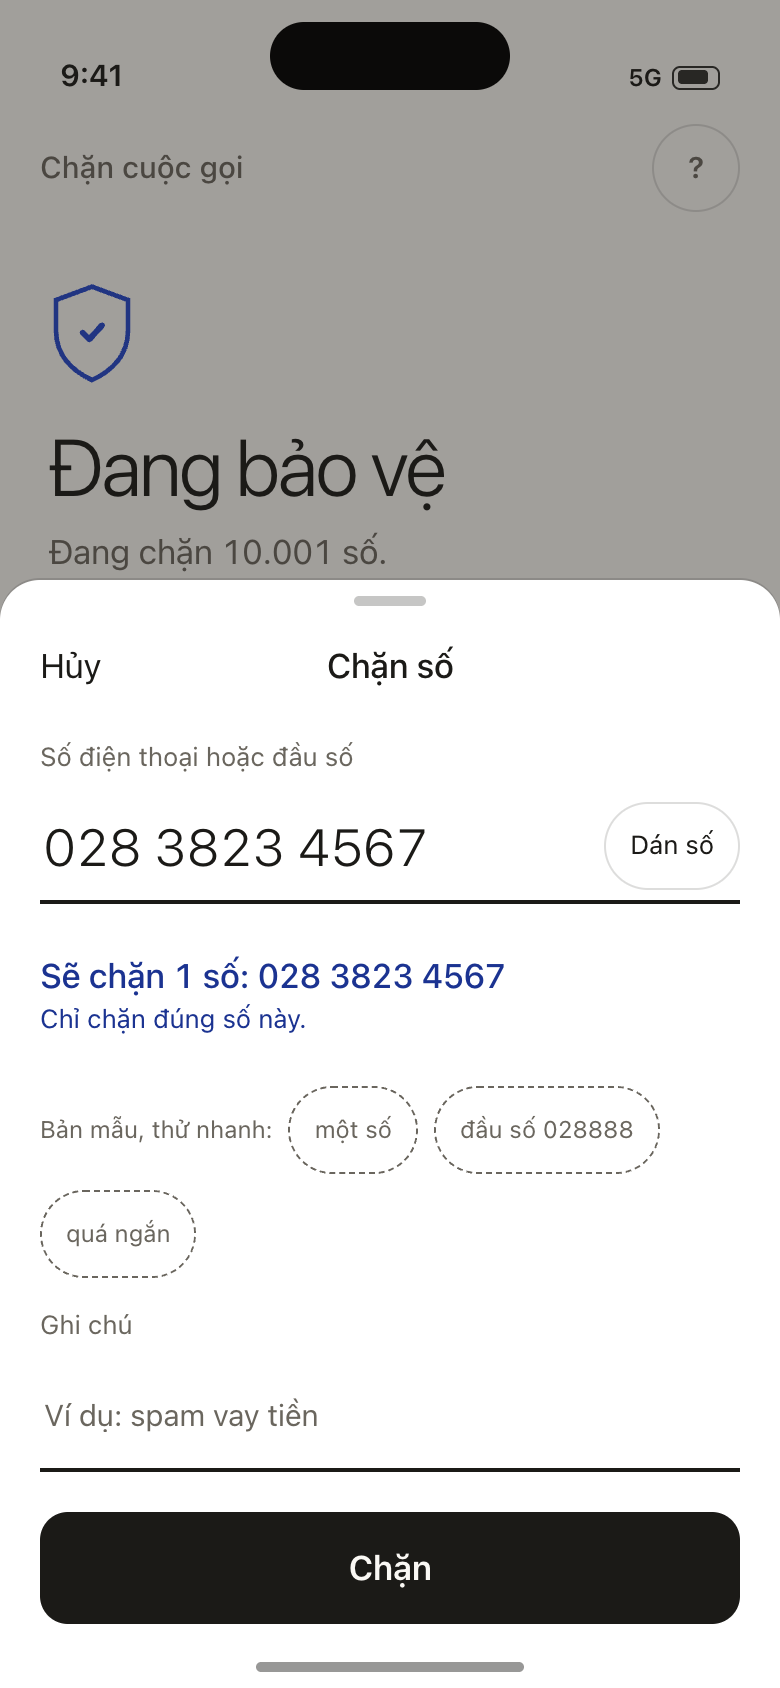 9:41
5G
Chặn cuộc gọi
?
Đang bảo vệ
Đang chặn 10.001 số.
Hủy
Chặn số
Số điện thoại hoặc đầu số
028 3823 4567
Dán số
Sẽ chặn 1 số: 028 3823 4567
Chỉ chặn đúng số này.
Bản mẫu, thử nhanh:
một số
đầu số 028888
quá ngắn
Ghi chú
Ví dụ: spam vay tiền
Chặn